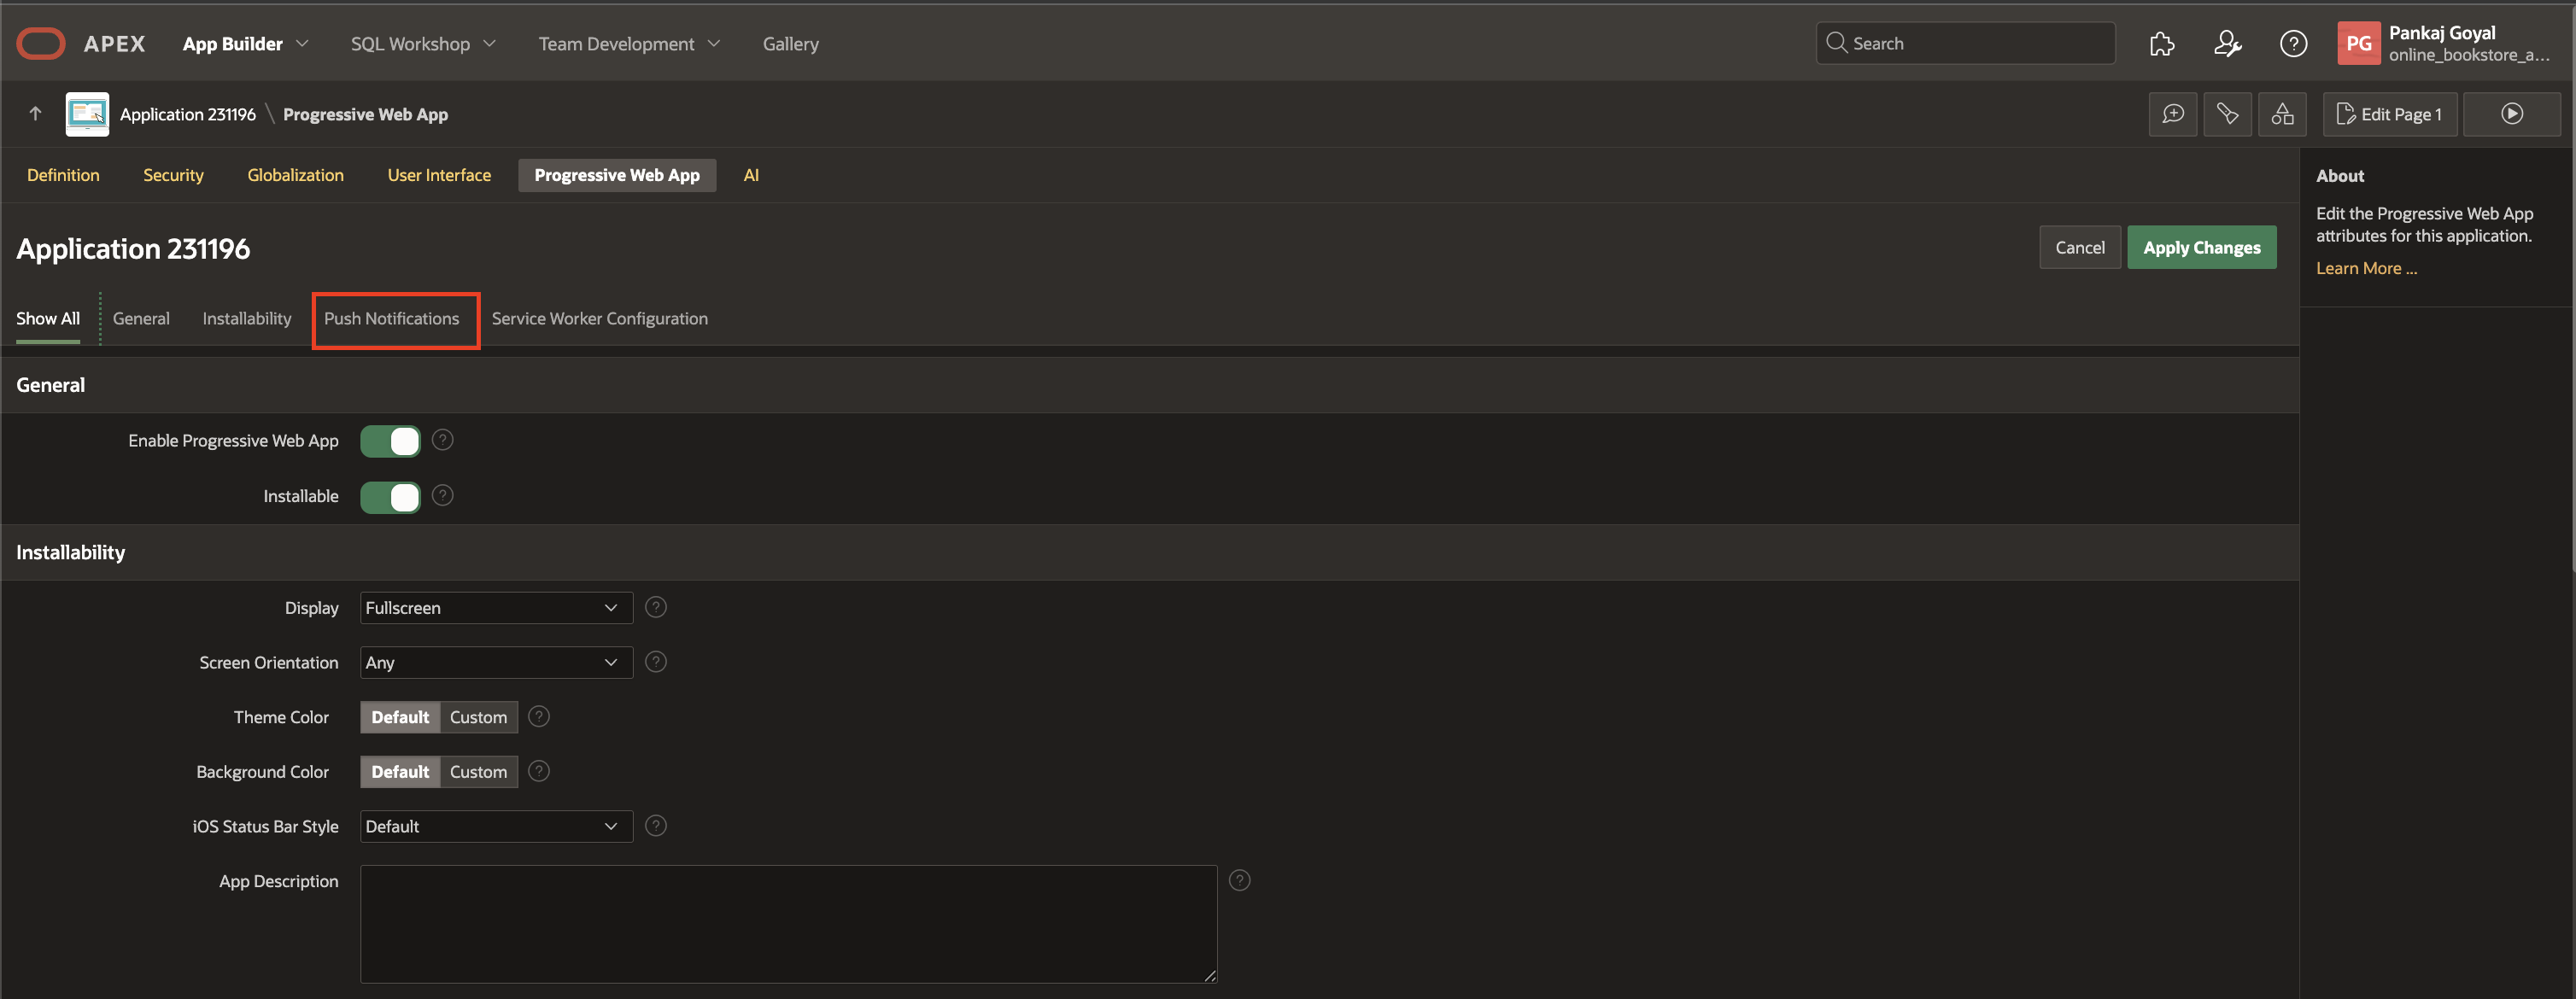 APEX App Builder SQL Workshop Team Development Gallery Search PG Pankaj Goyal
online_bookstore_a...
Application 231196 \ Progressive Web App Edit Page 1
Definition Security Globalization User Interface Progressive Web App AI
About
Edit the Progressive Web App
attributes for this application.
Learn More ...
Application 231196 Cancel Apply Changes
Show All General Installability Push Notifications Service Worker Configuration
General
Enable Progressive Web App ?
Installable ?
Installability
Display Fullscreen ?
Screen Orientation Any ?
Theme Color Default Custom ?
Background Color Default Custom ?
iOS Status Bar Style Default ?
App Description ?